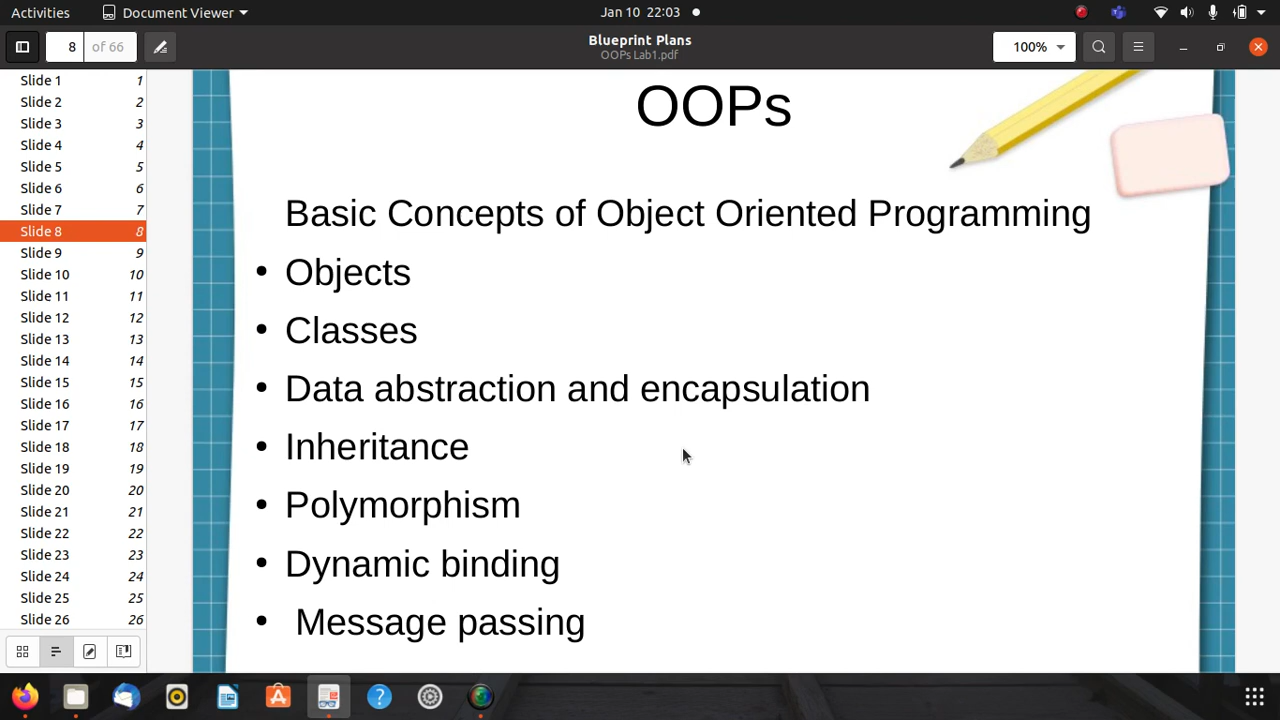 Activities Document Viewer Jan 10 22:03
8 of 66 Blueprint Plans 100%
OOPs Lab1.pdf
Slide 1 1
Slide 2 2
Slide 3 3
Slide 4 4
Slide 5 5
Slide 6 6
Slide 7 7
Slide 8 8
Slide 9 9
Slide 10 10
Slide 11 11
Slide 12 12
Slide 13 13
Slide 14 14
Slide 15 15
Slide 16 16
Slide 17 17
Slide 18 18
Slide 19 19
Slide 20 20
Slide 21 21
Slide 22 22
Slide 23 23
Slide 24 24
Slide 25 25
Slide 26 26
OOPs
Basic Concepts of Object Oriented Programming
• Objects
• Classes
• Data abstraction and encapsulation
• Inheritance
• Polymorphism
• Dynamic binding
• Message passing